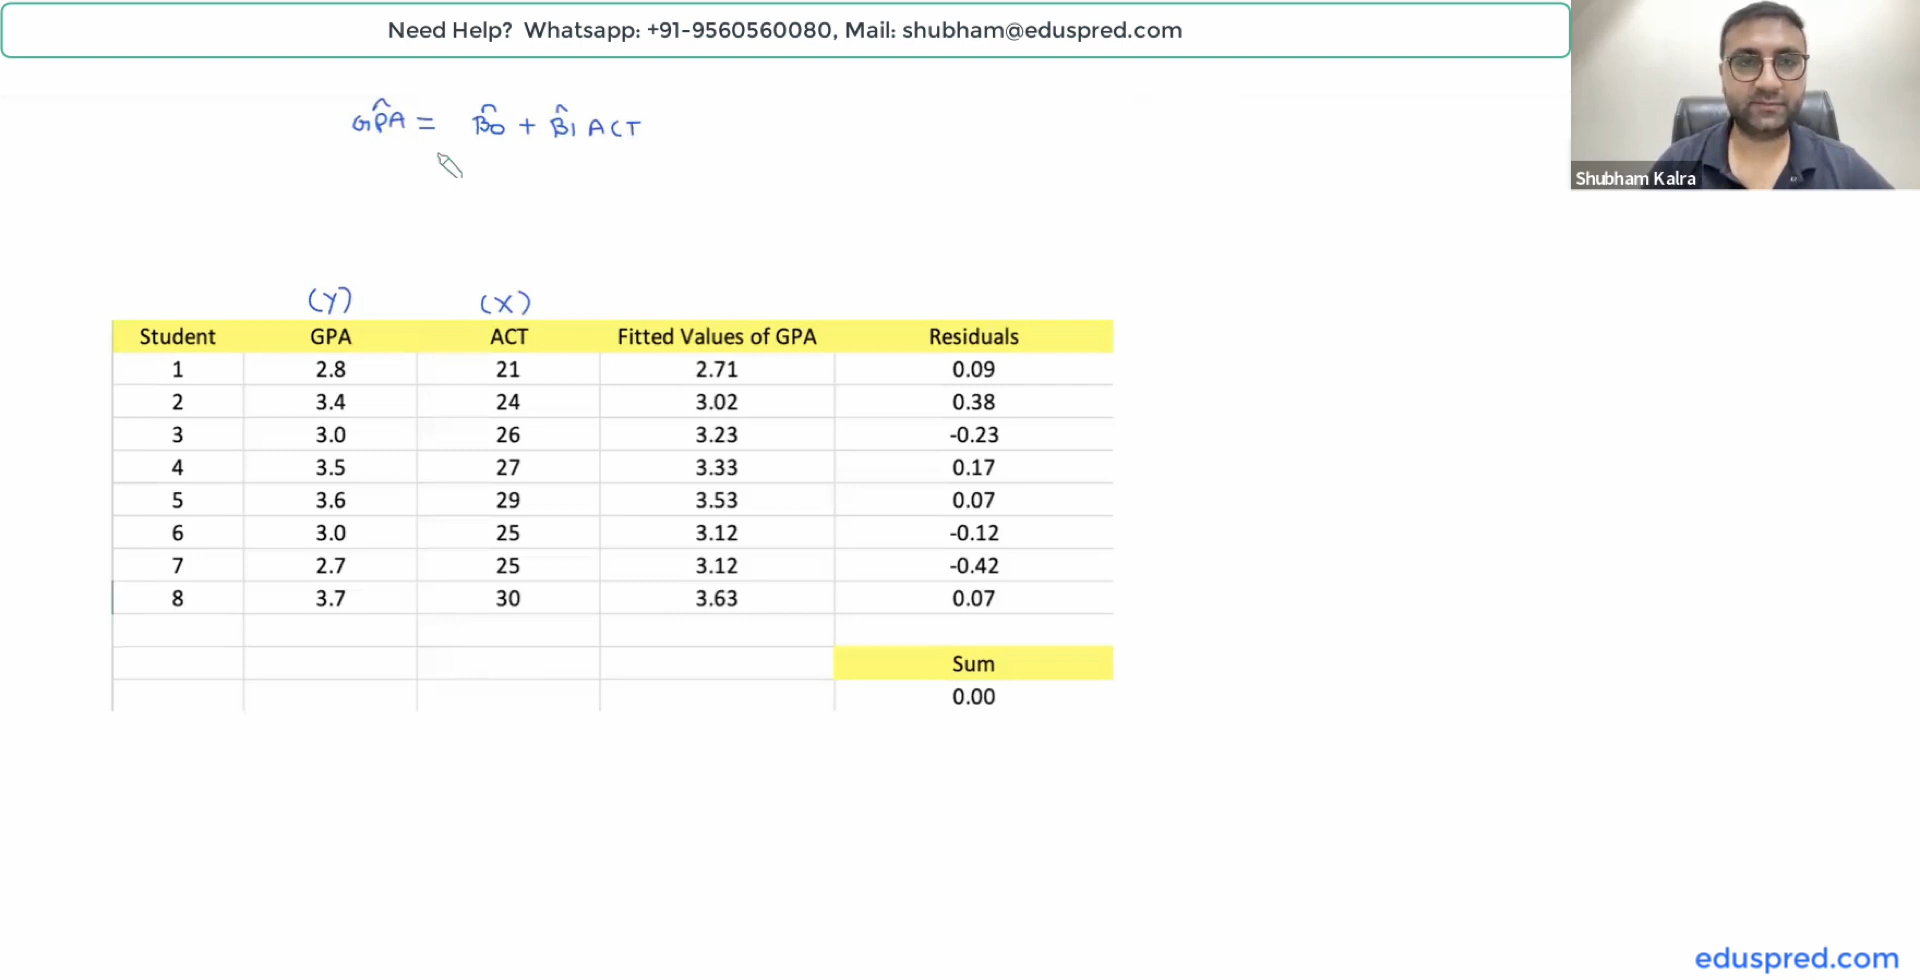 Need Help? Whatsapp: +91-9560560080, Mail: shubham@eduspred.com
Shubham Kalra
GP̂A = β̂0 + β̂1 ACT
(Y) (X)
Student GPA ACT Fitted Values of GPA Residuals
1 2.8 21 2.71 0.09
2 3.4 24 3.02 0.38
3 3.0 26 3.23 -0.23
4 3.5 27 3.33 0.17
5 3.6 29 3.53 0.07
6 3.0 25 3.12 -0.12
7 2.7 25 3.12 -0.42
8 3.7 30 3.63 0.07
Sum
0.00
eduspred.com